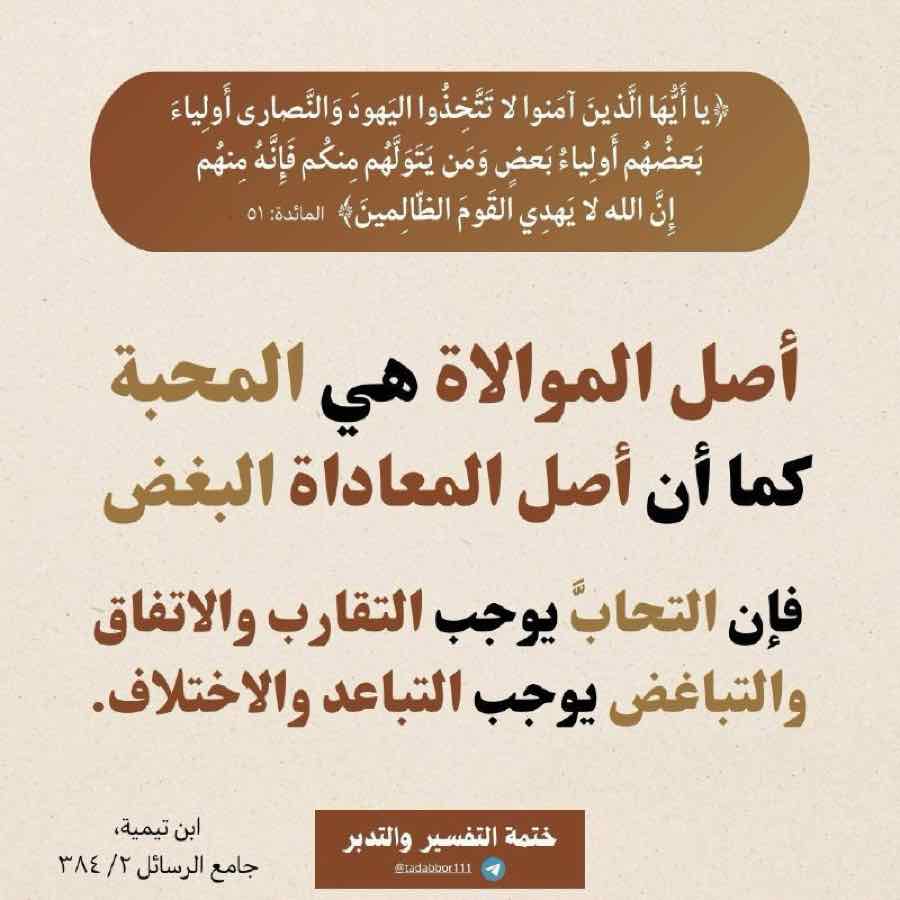 ﴿يا أَيُّهَا الَّذينَ آمَنوا لا تَتَّخِذُوا اليَهودَ وَالنَّصارى أَولِياءَ
بَعضُهُم أَولِياءُ بَعضٍ وَمَن يَتَوَلَّهُم مِنكُم فَإِنَّهُ مِنهُم
إِنَّ الله لا يَهدِي القَومَ الظّالِمينَ﴾ المائدة: ٥١
أصل الموالاة هي المحبة
كما أن أصل المعاداة البغض
فإن التحابَّ يوجب التقارب والاتفاق
والتباغض يوجب التباعد والاختلاف.
ابن تيمية،
جامع الرسائل ٢/ ٣٨٤
ختمة التفسير والتدبر
@tadabbor111